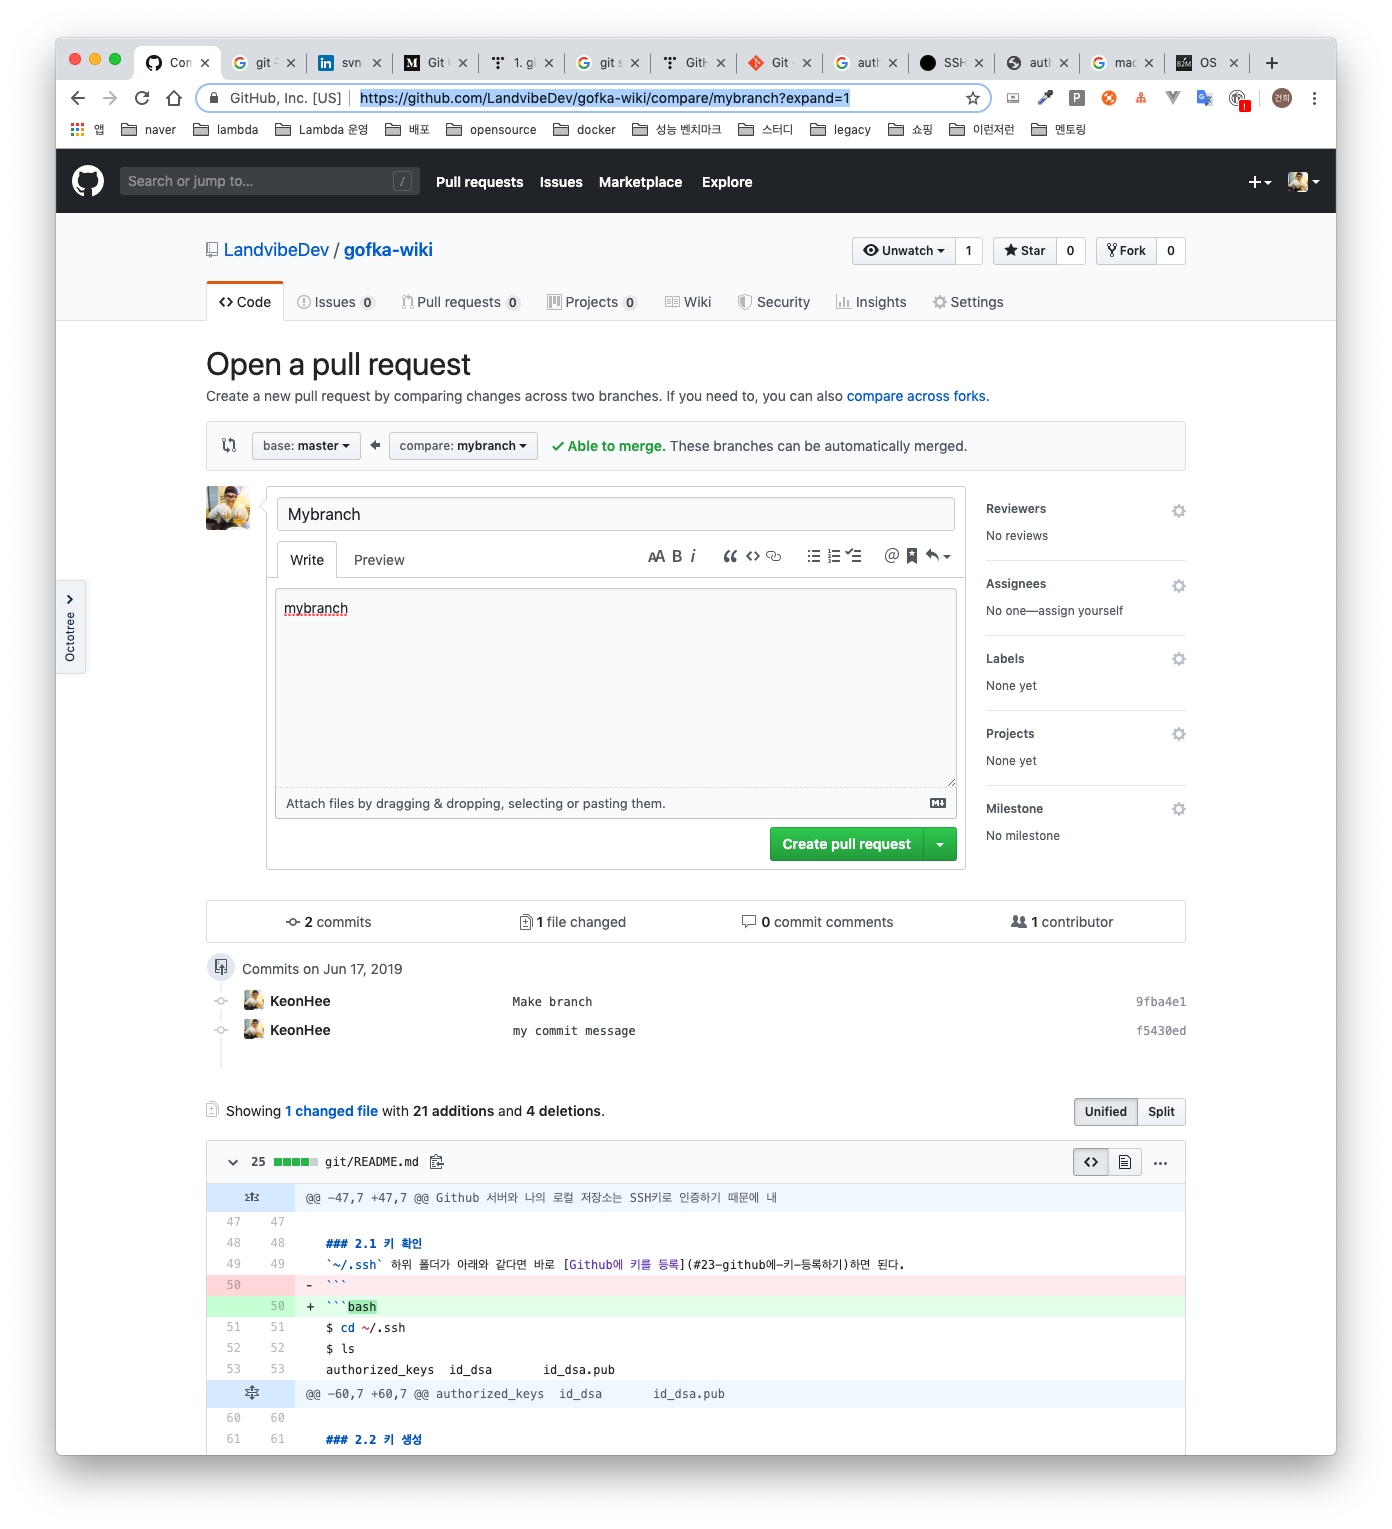 Con
git
svn
Git
1. gi
git s
GitH
Git
auth
SSH
auth
mac
B2M OS
GitHub, Inc. [US] https://github.com/LandvibeDev/gofka-wiki/compare/mybranch?expand=1
건희
앱 naver lambda Lambda 운영 배포 opensource docker 성능 벤치마크 스터디 legacy 쇼핑 이런저런 멘토링
Search or jump to... / Pull requests Issues Marketplace Explore
LandvibeDev / gofka-wiki Unwatch 1 Star 0 Fork 0
Code Issues 0 Pull requests 0 Projects 0 Wiki Security Insights Settings
Open a pull request
Create a new pull request by comparing changes across two branches. If you need to, you can also compare across forks.
base: master compare: mybranch Able to merge. These branches can be automatically merged.
Mybranch
Write Preview
mybranch
Attach files by dragging & dropping, selecting or pasting them.
Create pull request
Reviewers
No reviews
Assignees
No one—assign yourself
Labels
None yet
Projects
None yet
Milestone
No milestone
Octotree
2 commits 1 file changed 0 commit comments 1 contributor
Commits on Jun 17, 2019
KeonHee Make branch 9fba4e1
KeonHee my commit message f5430ed
Showing 1 changed file with 21 additions and 4 deletions. Unified Split
25 git/README.md
@@ -47,7 +47,7 @@ Github 서버와 나의 로컬 저장소는 SSH키로 인증하기 때문에 내
47 47
48 48 ### 2.1 키 확인
49 49 `~/.ssh` 하위 폴더가 아래와 같다면 바로 [Github에 키를 등록](#23-github에-키-등록하기)하면 된다.
50 - ```
50 + ```bash
51 51 $ cd ~/.ssh
52 52 $ ls
53 53 authorized_keys id_dsa id_dsa.pub
@@ -60,7 +60,7 @@ authorized_keys id_dsa id_dsa.pub
60 60
61 61 ### 2.2 키 생성